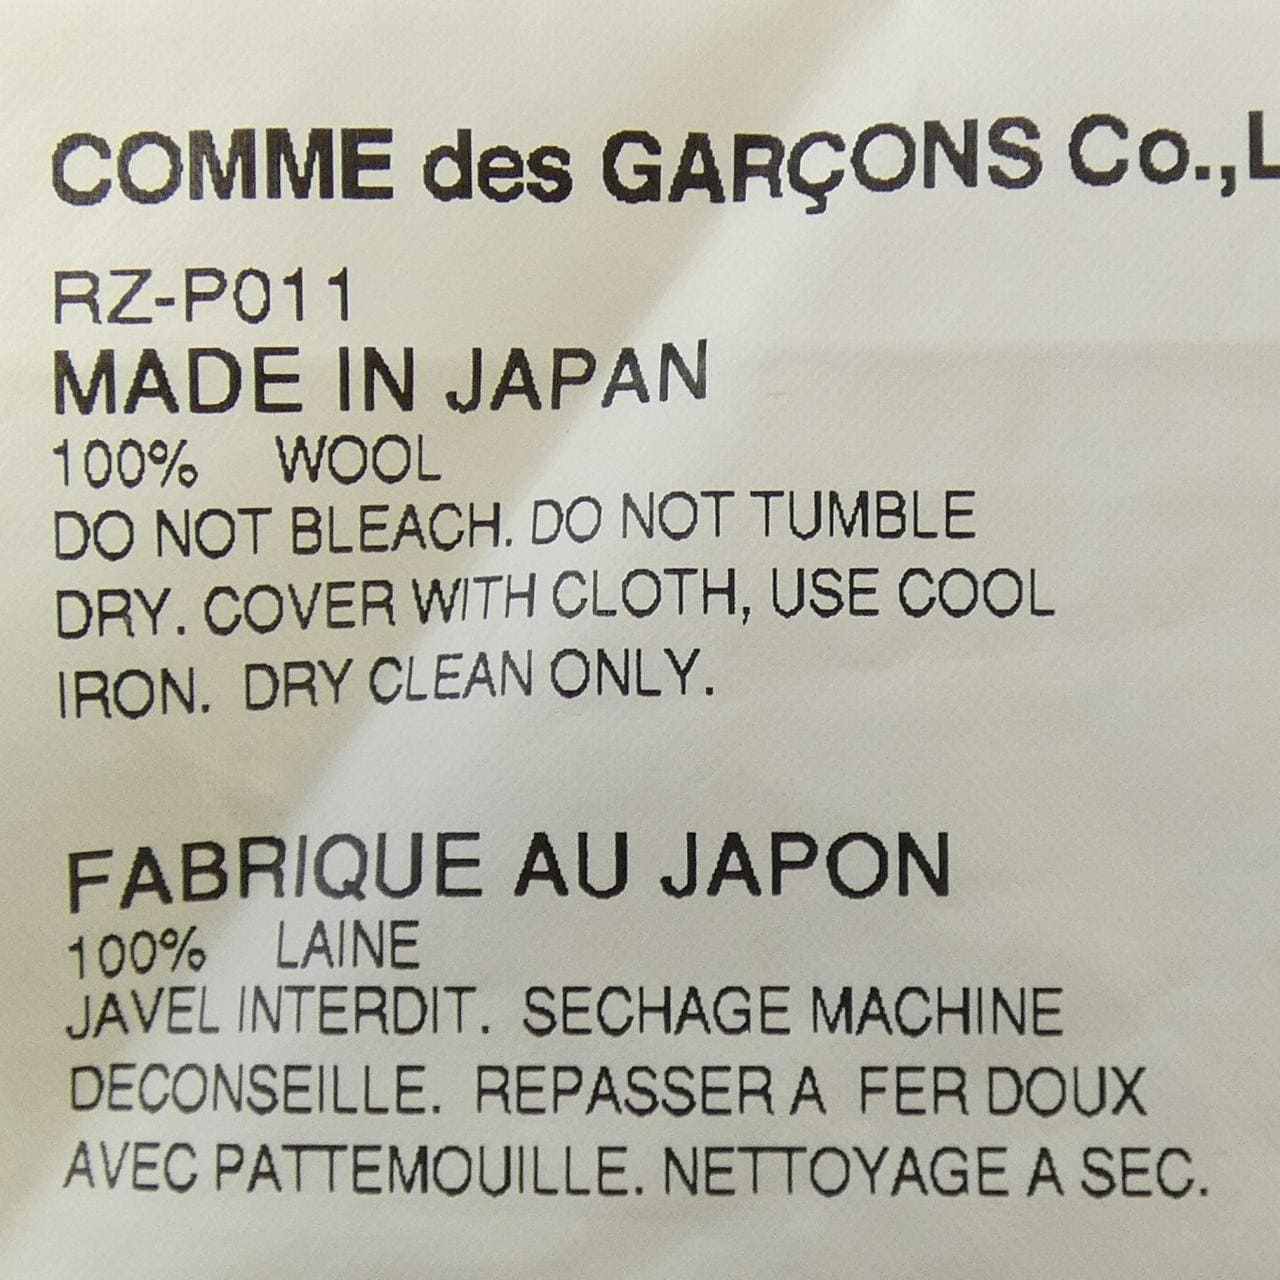 COMME des GARÇONS Co.,L
RZ-P011
MADE IN JAPAN
100% WOOL
DO NOT BLEACH. DO NOT TUMBLE
DRY. COVER WITH CLOTH, USE COOL
IRON. DRY CLEAN ONLY.
FABRIQUE AU JAPON
100% LAINE
JAVEL INTERDIT. SECHAGE MACHINE
DECONSEILLE. REPASSER A FER DOUX
AVEC PATTEMOUILLE. NETTOYAGE A SEC.